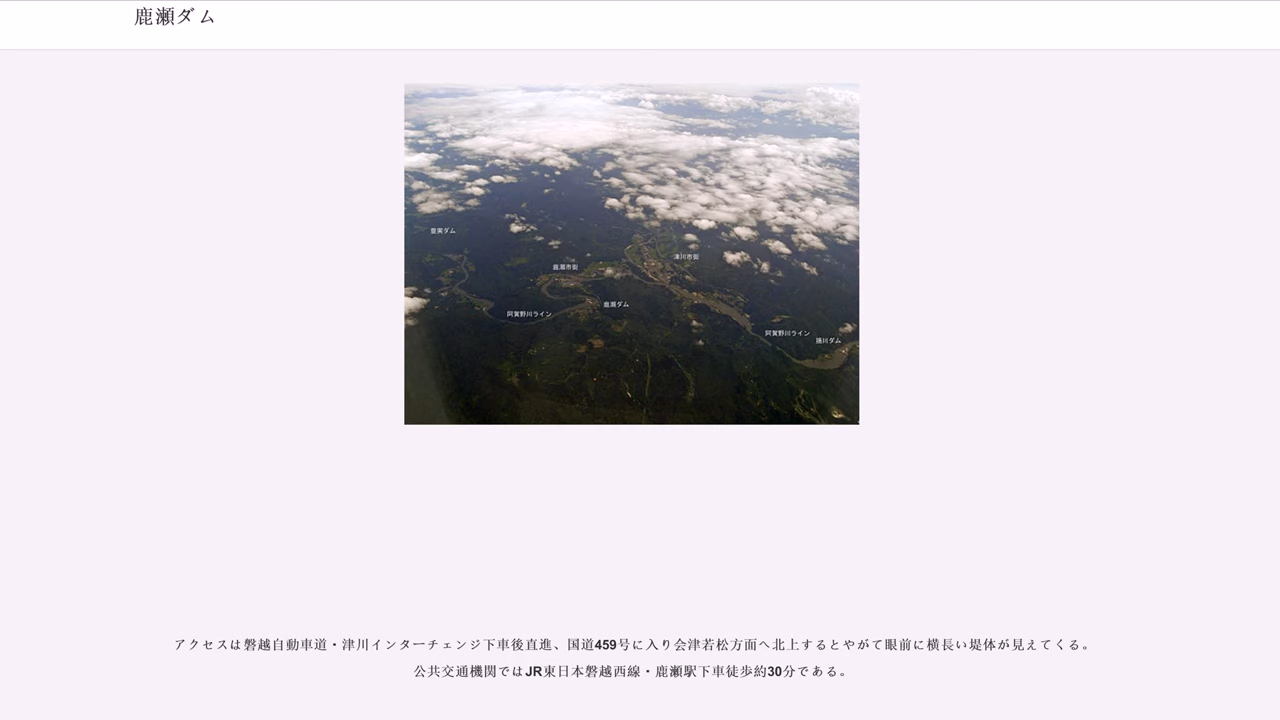 鹿瀬ダム
豊実ダム
津川市街
鹿瀬市街
鹿瀬ダム
阿賀野川ライン
阿賀野川ライン
揚川ダム
アクセスは磐越自動車道・津川インターチェンジ下車後直進、国道459号に入り会津若松方面へ北上するとやがて眼前に横長い堤体が見えてくる。
公共交通機関ではJR東日本磐越西線・鹿瀬駅下車徒歩約30分である。